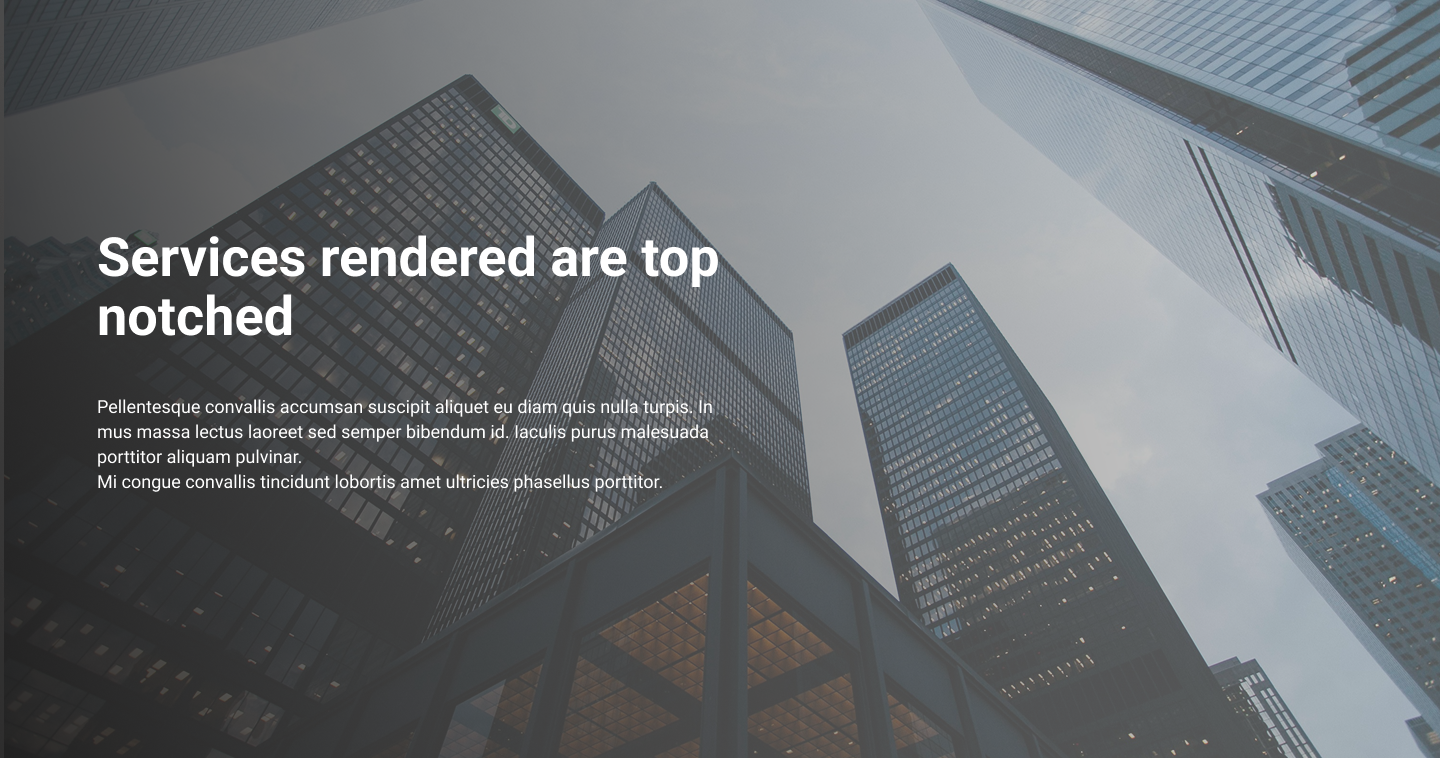 Services rendered are top
notched
Pellentesque convallis accumsan suscipit aliquet eu diam quis nulla turpis. In
mus massa lectus laoreet sed semper bibendum id. Iaculis purus malesuada
porttitor aliquam pulvinar.
Mi congue convallis tincidunt lobortis amet ultricies phasellus porttitor.